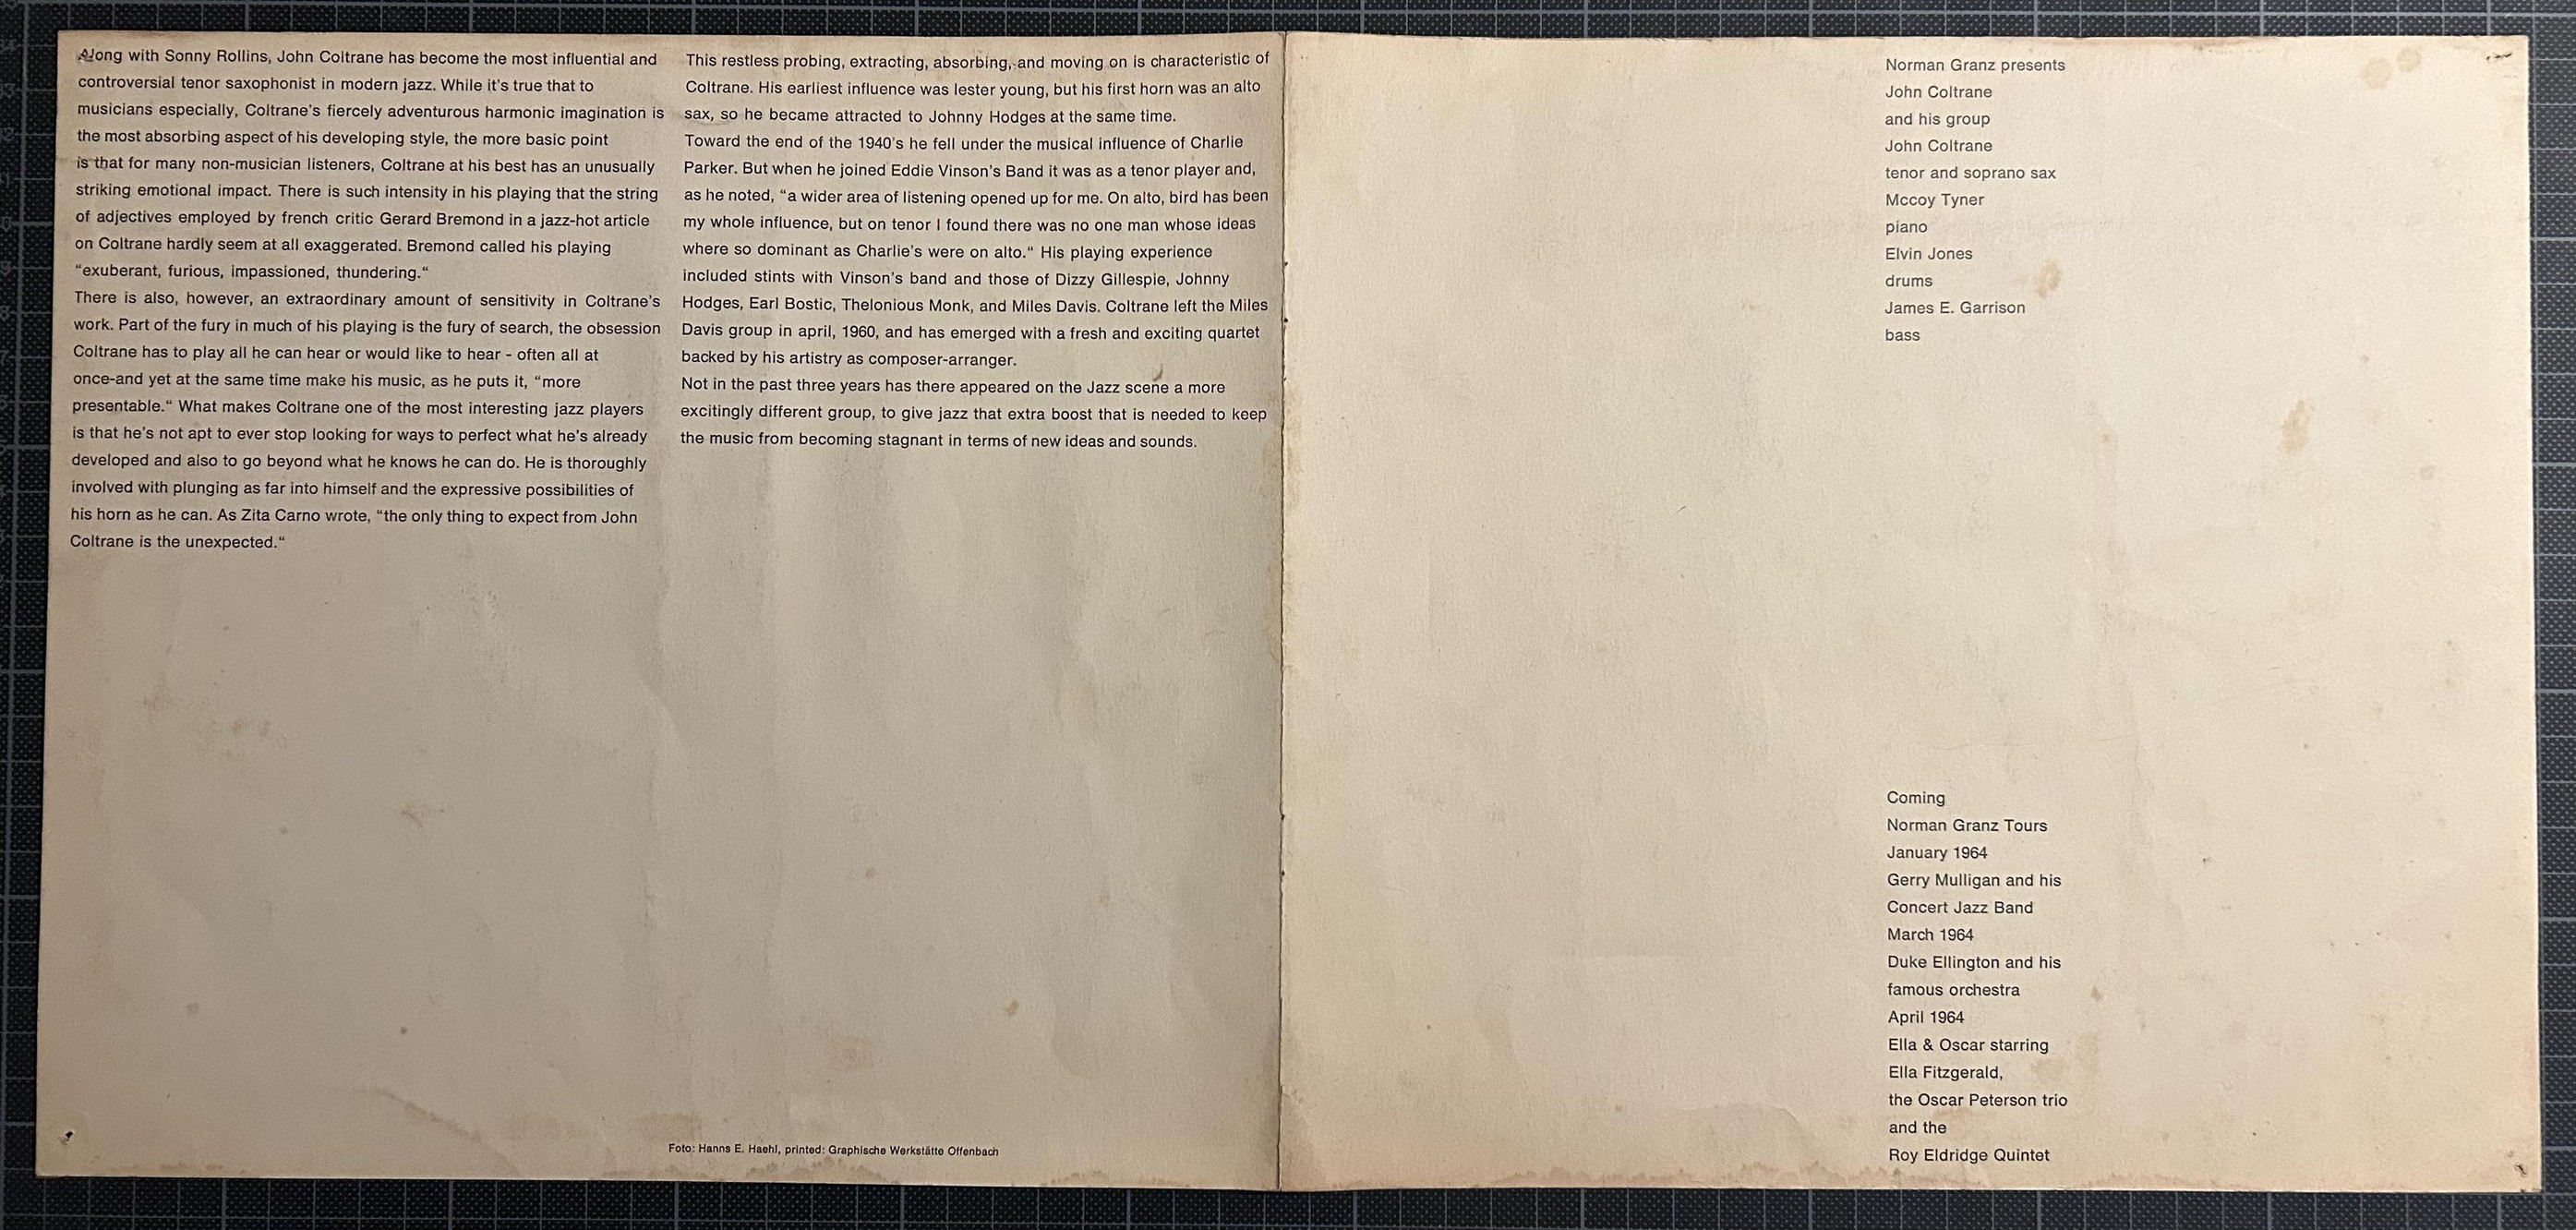 Along with Sonny Rollins, John Coltrane has become the most influential and
controversial tenor saxophonist in modern jazz. While it's true that to
musicians especially, Coltrane's fiercely adventurous harmonic imagination is
the most absorbing aspect of his developing style, the more basic point
is that for many non-musician listeners, Coltrane at his best has an unusually
striking emotional impact. There is such intensity in his playing that the string
of adjectives employed by french critic Gerard Bremond in a jazz-hot article
on Coltrane hardly seem at all exaggerated. Bremond called his playing
“exuberant, furious, impassioned, thundering.“
There is also, however, an extraordinary amount of sensitivity in Coltrane's
work. Part of the fury in much of his playing is the fury of search, the obsession
Coltrane has to play all he can hear or would like to hear - often all at
once-and yet at the same time make his music, as he puts it, “more
presentable.“ What makes Coltrane one of the most interesting jazz players
is that he's not apt to ever stop looking for ways to perfect what he's already
developed and also to go beyond what he knows he can do. He is thoroughly
involved with plunging as far into himself and the expressive possibilities of
his horn as he can. As Zita Carno wrote, “the only thing to expect from John
Coltrane is the unexpected.“
This restless probing, extracting, absorbing, and moving on is characteristic of
Coltrane. His earliest influence was lester young, but his first horn was an alto
sax, so he became attracted to Johnny Hodges at the same time.
Toward the end of the 1940's he fell under the musical influence of Charlie
Parker. But when he joined Eddie Vinson's Band it was as a tenor player and,
as he noted, “a wider area of listening opened up for me. On alto, bird has been
my whole influence, but on tenor I found there was no one man whose ideas
where so dominant as Charlie's were on alto.“ His playing experience
included stints with Vinson's band and those of Dizzy Gillespie, Johnny
Hodges, Earl Bostic, Thelonious Monk, and Miles Davis. Coltrane left the Miles
Davis group in april, 1960, and has emerged with a fresh and exciting quartet
backed by his artistry as composer-arranger.
Not in the past three years has there appeared on the Jazz scene a more
excitingly different group, to give jazz that extra boost that is needed to keep
the music from becoming stagnant in terms of new ideas and sounds.
Foto: Hanns E. Haehl, printed: Graphische Werkstätte Offenbach
Norman Granz presents
John Coltrane
and his group
John Coltrane
tenor and soprano sax
Mccoy Tyner
piano
Elvin Jones
drums
James E. Garrison
bass
Coming
Norman Granz Tours
January 1964
Gerry Mulligan and his
Concert Jazz Band
March 1964
Duke Ellington and his
famous orchestra
April 1964
Ella & Oscar starring
Ella Fitzgerald,
the Oscar Peterson trio
and the
Roy Eldridge Quintet